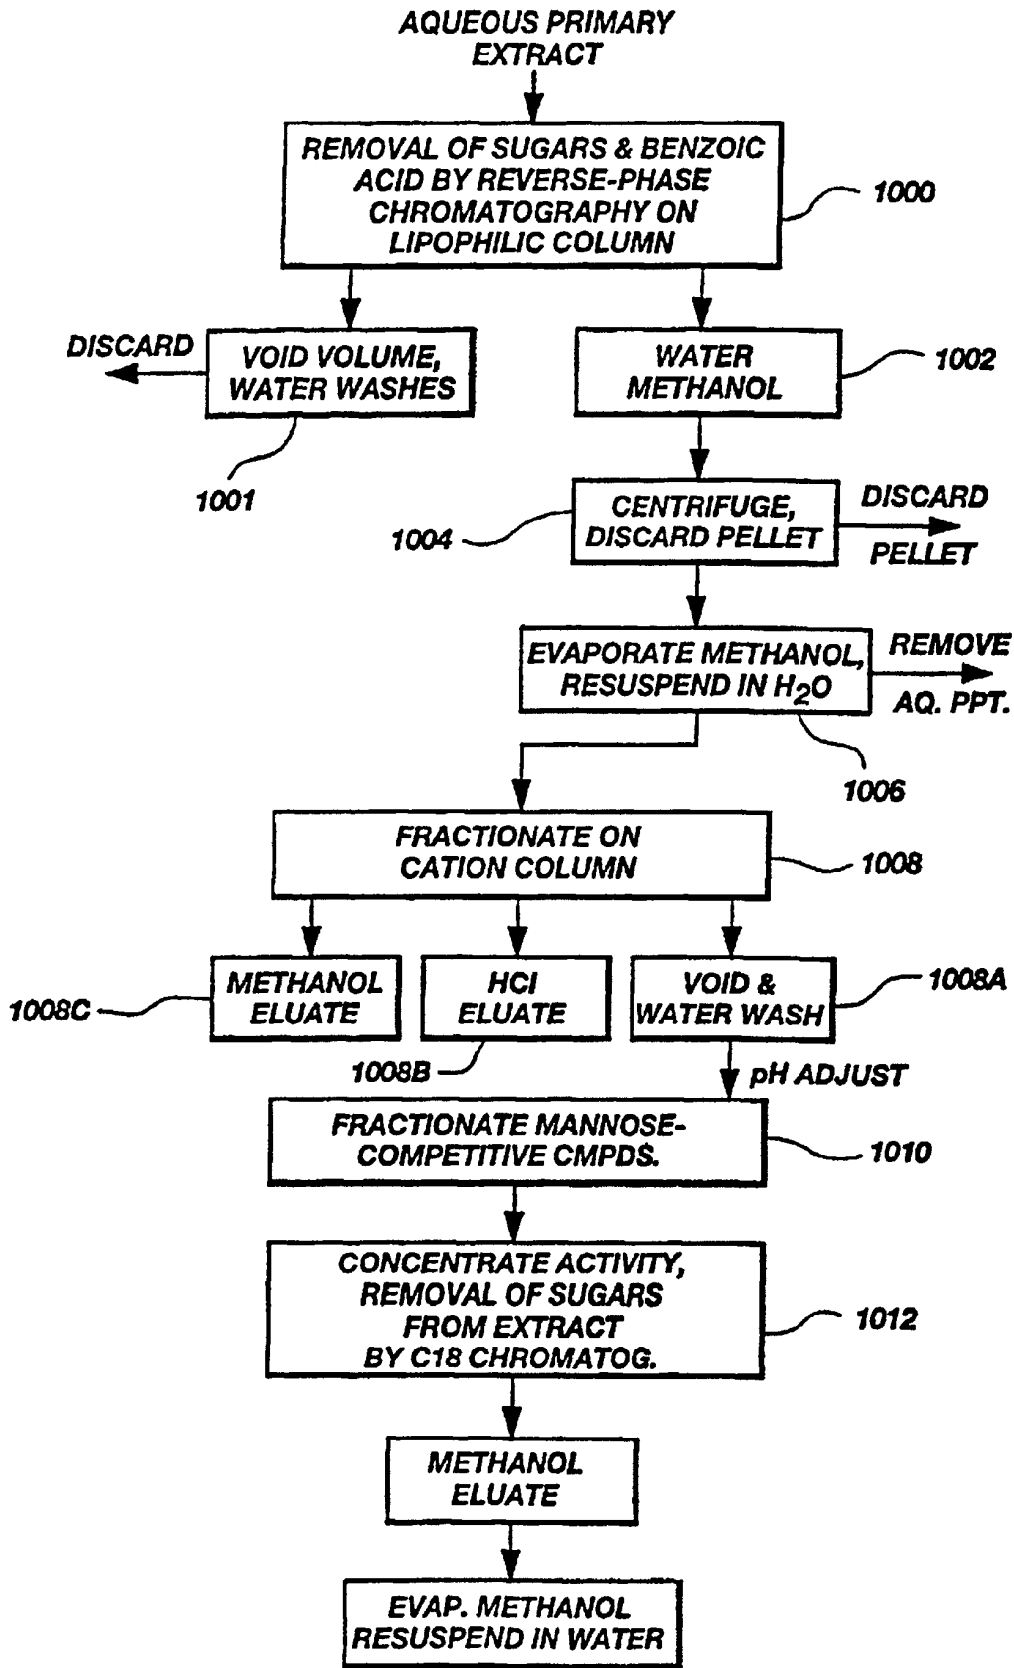 AQUEOUS PRIMARY
EXTRACT
REMOVAL OF SUGARS & BENZOIC
ACID BY REVERSE-PHASE
CHROMATOGRAPHY ON
LIPOPHILIC COLUMN
1000
DISCARD
VOID VOLUME,
WATER WASHES
1001
WATER
METHANOL
1002
CENTRIFUGE,
DISCARD PELLET
1004
DISCARD
PELLET
EVAPORATE METHANOL,
RESUSPEND IN H2O
REMOVE
AQ. PPT.
1006
FRACTIONATE ON
CATION COLUMN
1008
METHANOL
ELUATE
1008C
HCl
ELUATE
1008B
VOID &
WATER WASH
1008A
pH ADJUST
FRACTIONATE MANNOSE-
COMPETITIVE CMPDS.
1010
CONCENTRATE ACTIVITY,
REMOVAL OF SUGARS
FROM EXTRACT
BY C18 CHROMATOG.
1012
METHANOL
ELUATE
EVAP. METHANOL
RESUSPEND IN WATER